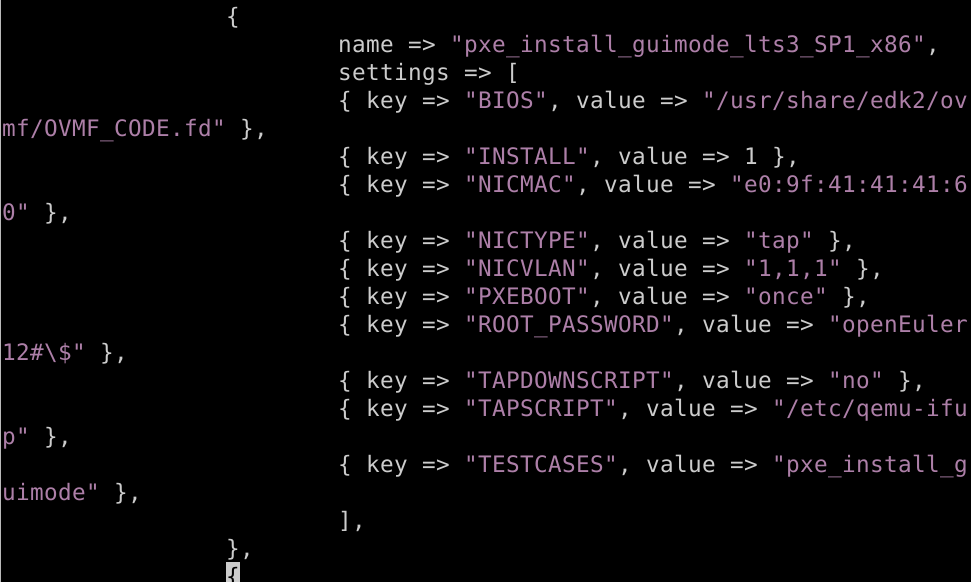 {
name => "pxe_install_guimode_lts3_SP1_x86",
settings => [
{ key => "BIOS", value => "/usr/share/edk2/ov
mf/OVMF_CODE.fd" },
{ key => "INSTALL", value => 1 },
{ key => "NICMAC", value => "e0:9f:41:41:41:6
0" },
{ key => "NICTYPE", value => "tap" },
{ key => "NICVLAN", value => "1,1,1" },
{ key => "PXEBOOT", value => "once" },
{ key => "ROOT_PASSWORD", value => "openEuler
12#\$" },
{ key => "TAPDOWNSCRIPT", value => "no" },
{ key => "TAPSCRIPT", value => "/etc/qemu-ifu
p" },
{ key => "TESTCASES", value => "pxe_install_g
uimode" },
],
},
{